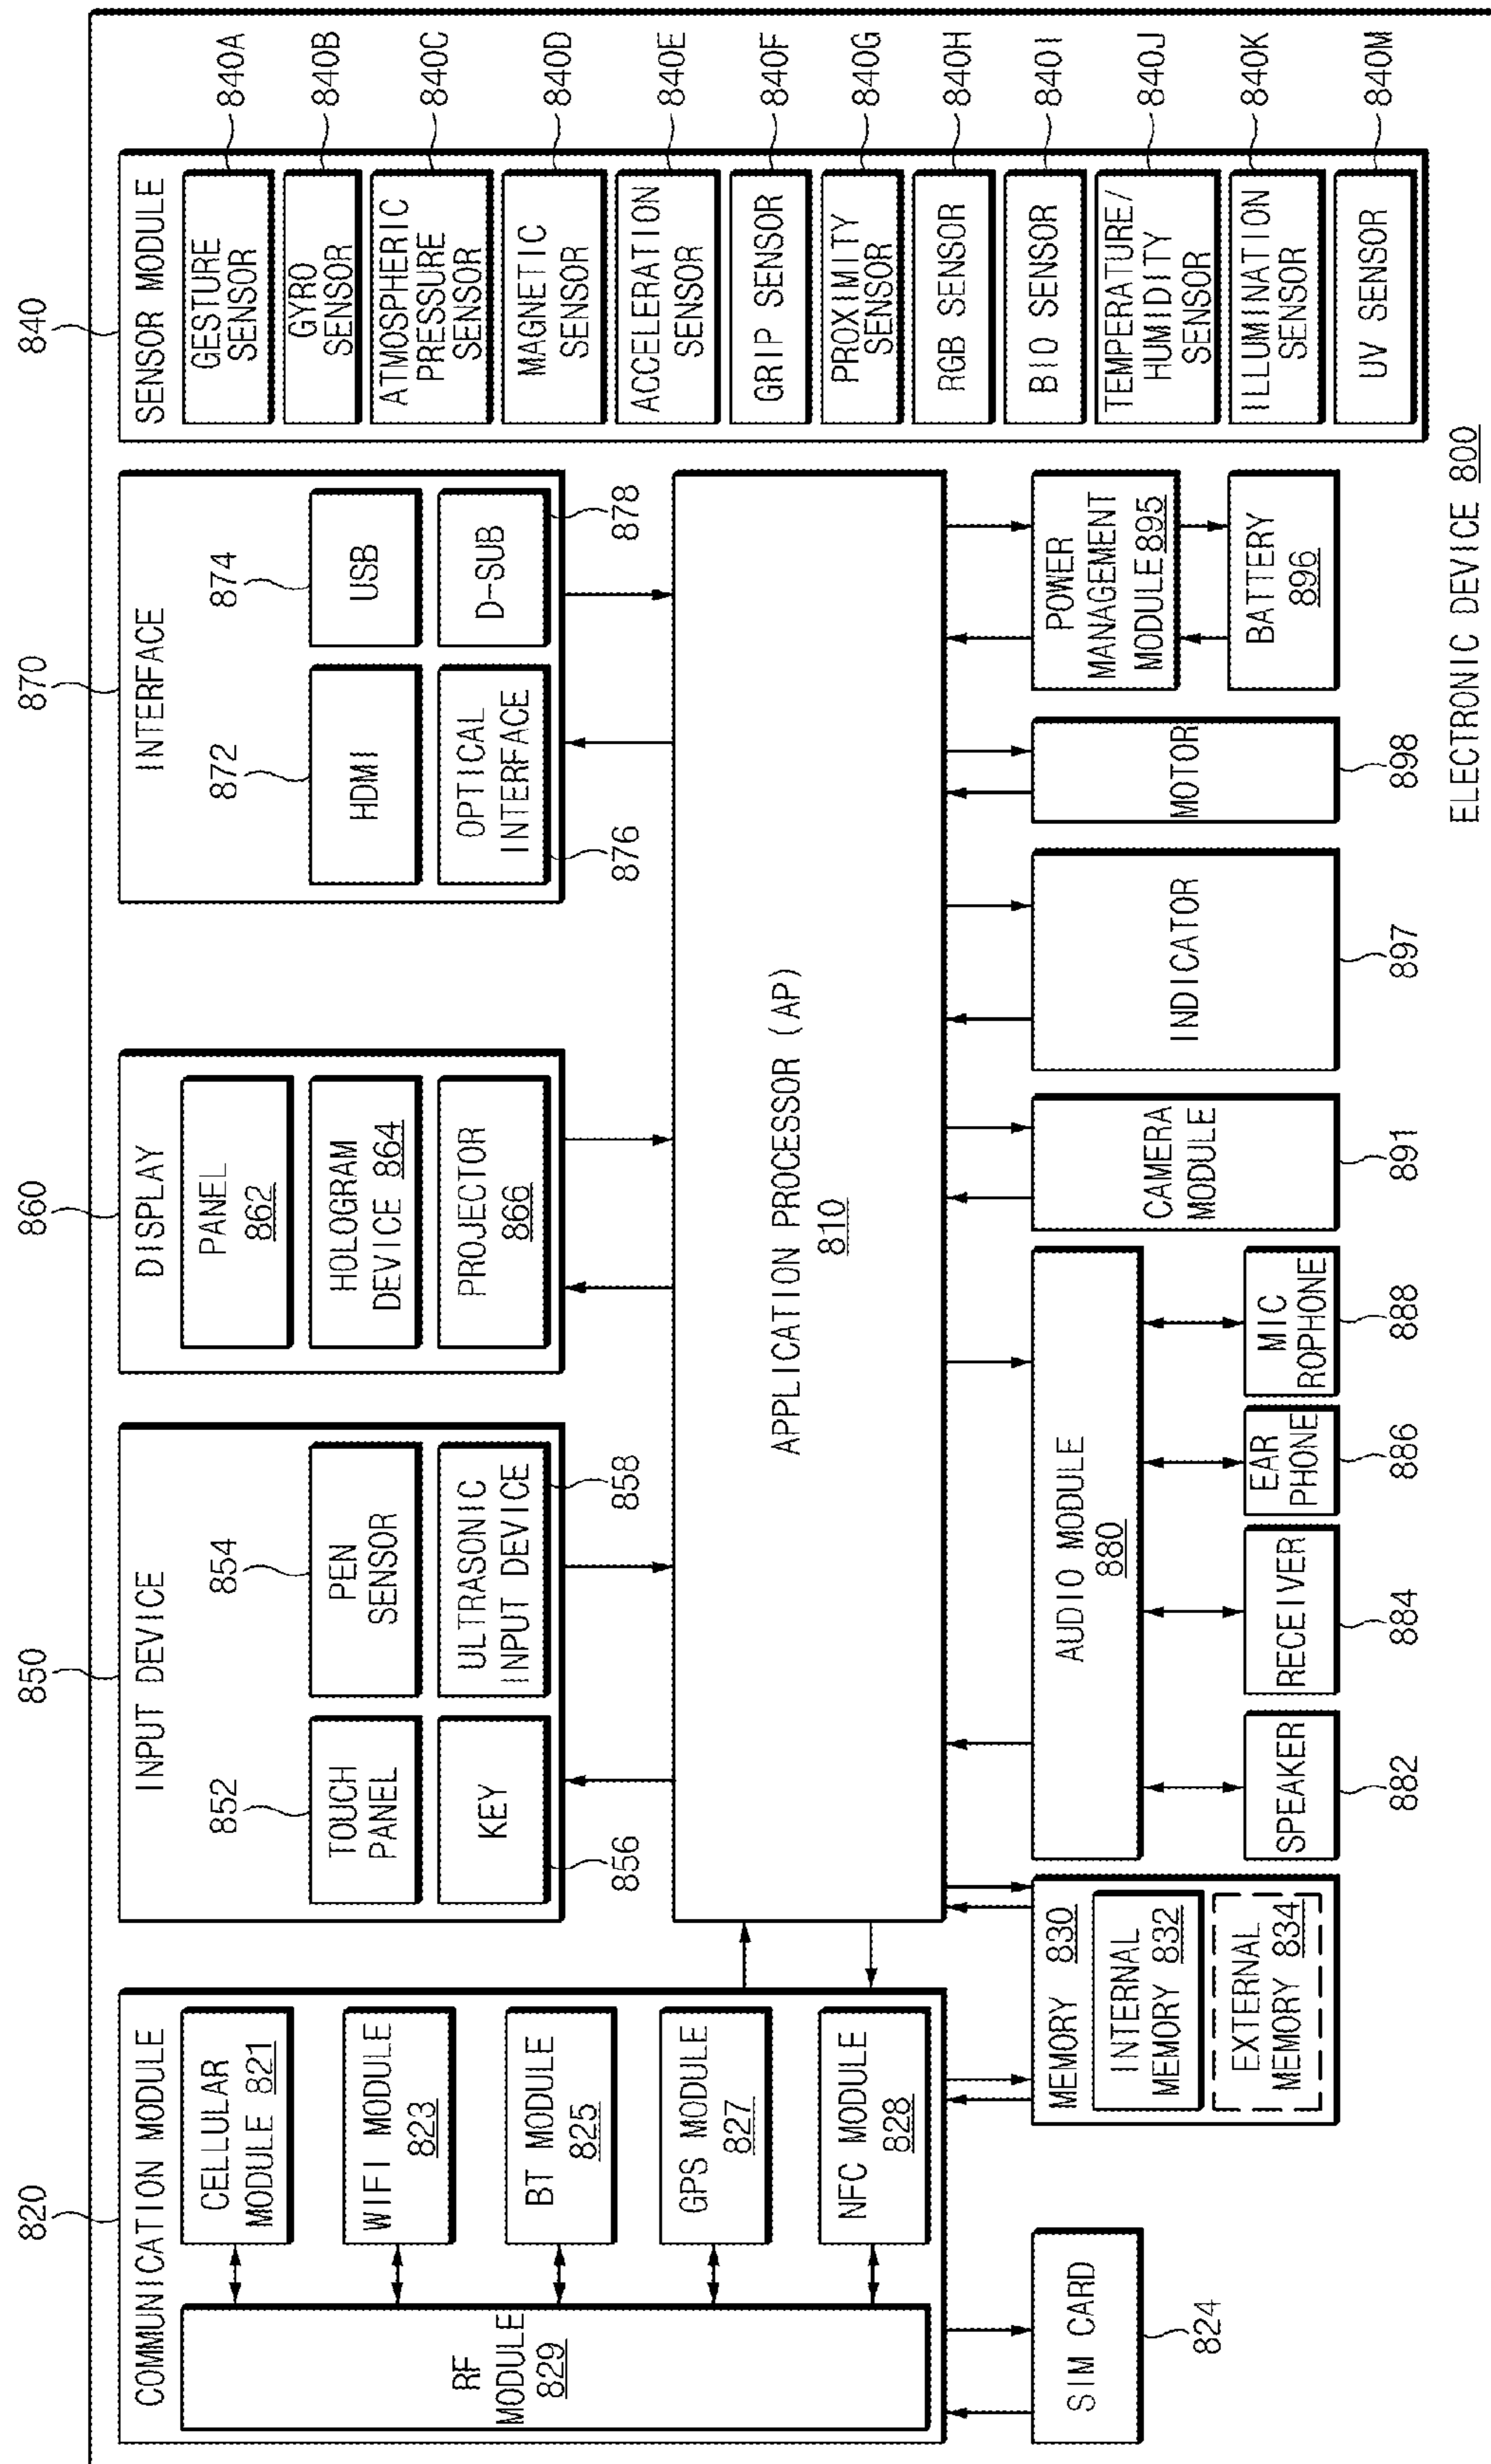 820
COMMUNICATION MODULE
RF
MODULE
829
CELLULAR
MODULE 821
WIFI MODULE
823
BT MODULE
825
GPS MODULE
827
NFC MODULE
828
SIM CARD
824
850
INPUT DEVICE
852
TOUCH
PANEL
854
PEN
SENSOR
KEY
856
ULTRASONIC
INPUT DEVICE
858
860
DISPLAY
PANEL
862
HOLOGRAM
DEVICE 864
PROJECTOR
866
870
INTERFACE
872
HDMI
874
USB
OPTICAL
INTERFACE
876
D-SUB
878
840
SENSOR MODULE
GESTURE
SENSOR
840A
GYRO
SENSOR
840B
ATMOSPHERIC
PRESSURE
SENSOR
840C
MAGNETIC
SENSOR
840D
ACCELERATION
SENSOR
840E
GRIP SENSOR
840F
PROXIMITY
SENSOR
840G
RGB SENSOR
840H
BIO SENSOR
840I
TEMPERATURE/
HUMIDITY
SENSOR
840J
ILLUMINATION
SENSOR
840K
UV SENSOR
840M
APPLICATION PROCESSOR (AP)
810
MEMORY 830
INTERNAL
MEMORY 832
EXTERNAL
MEMORY 834
AUDIO MODULE
880
SPEAKER
882
RECEIVER
884
EAR
PHONE
886
MIC
ROPHONE
888
CAMERA
MODULE
891
INDICATOR
897
MOTOR
898
POWER
MANAGEMENT
MODULE 895
BATTERY
896
ELECTRONIC DEVICE 800